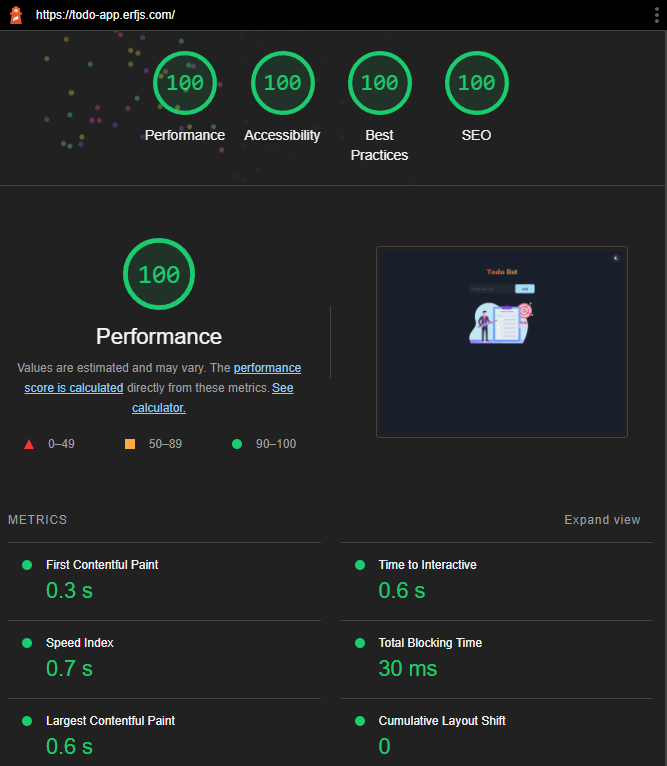 https://todo-app.erfjs.com/
100
100
100
100
Performance
Accessibility
Best
Practices
SEO
100
Performance
Values are estimated and may vary. The performance
score is calculated directly from these metrics. See
calculator.
0–49
50–89
90–100
Todo list
METRICS
Expand view
First Contentful Paint
0.3 s
Time to Interactive
0.6 s
Speed Index
0.7 s
Total Blocking Time
30 ms
Largest Contentful Paint
0.6 s
Cumulative Layout Shift
0